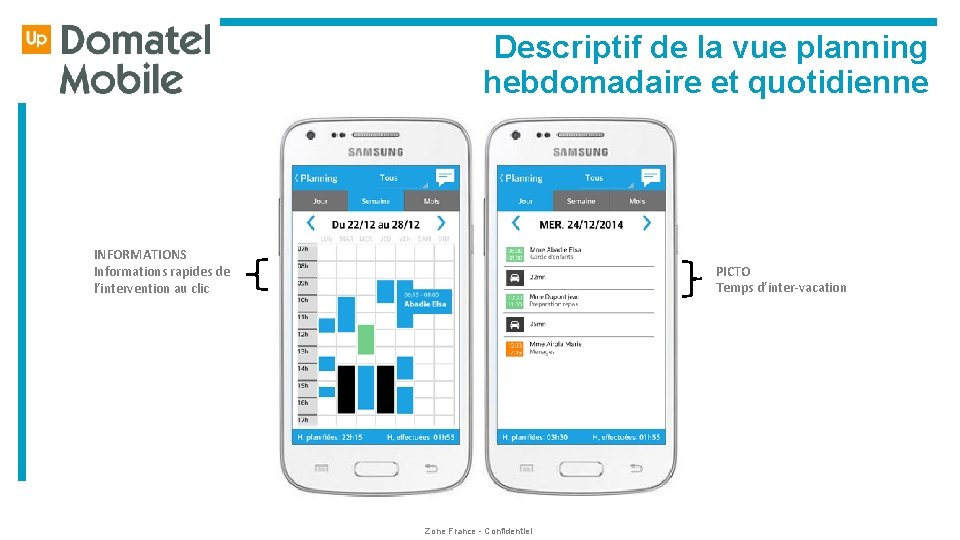 Up
Domatel
Mobile
Descriptif de la vue planning
hebdomadaire et quotidienne
INFORMATIONS
Informations rapides de
l’intervention au clic
SAMSUNG
Planning
Tous
Jour
Semaine
Mois
Du 22/12 au 28/12
LUN MAR MER JEU VEN SAM DIM
07h
08h
09h
10h
11h
12h
13h
14h
15h
16h
17h
06:15 - 08:00
Abadie Elsa
H. planifiées: 22h15
H. effectuées: 01h55
SAMSUNG
Planning
Tous
Jour
Semaine
Mois
MER. 24/12/2014
Mme Abadie Elsa
Garde d'enfants
22mn
Mme Dupont jean
Preparation repas
35mn
Mme Airola Marie
Menages
H. planifiées: 03h30
H. effectuées: 01h55
PICTO
Temps d’inter-vacation
Zone France - Confidentiel